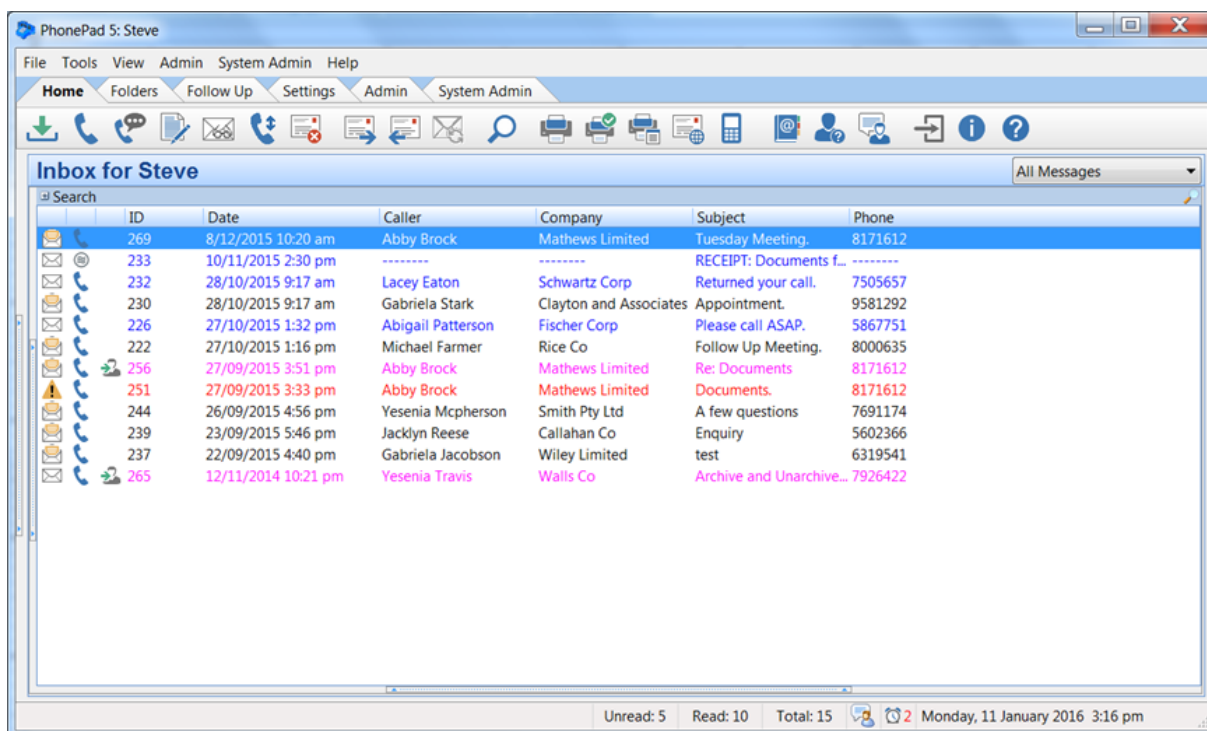 PhonePad 5: Steve
File Tools View Admin System Admin Help
Home Folders Follow Up Settings Admin System Admin
Inbox for Steve All Messages
Search
ID Date Caller Company Subject Phone
269 8/12/2015 10:20 am Abby Brock Mathews Limited Tuesday Meeting. 8171612
233 10/11/2015 2:30 pm -------- -------- RECEIPT: Documents f... --------
232 28/10/2015 9:17 am Lacey Eaton Schwartz Corp Returned your call. 7505657
230 28/10/2015 9:17 am Gabriela Stark Clayton and Associates Appointment. 9581292
226 27/10/2015 1:32 pm Abigail Patterson Fischer Corp Please call ASAP. 5867751
222 27/10/2015 1:16 pm Michael Farmer Rice Co Follow Up Meeting. 8000635
256 27/09/2015 3:51 pm Abby Brock Mathews Limited Re: Documents 8171612
251 27/09/2015 3:33 pm Abby Brock Mathews Limited Documents. 8171612
244 26/09/2015 4:56 pm Yesenia Mcpherson Smith Pty Ltd A few questions 7691174
239 23/09/2015 5:46 pm Jacklyn Reese Callahan Co Enquiry 5602366
237 22/09/2015 4:40 pm Gabriela Jacobson Wiley Limited test 6319541
265 12/11/2014 10:21 pm Yesenia Travis Walls Co Archive and Unarchive... 7926422
Unread: 5 Read: 10 Total: 15 2 Monday, 11 January 2016 3:16 pm